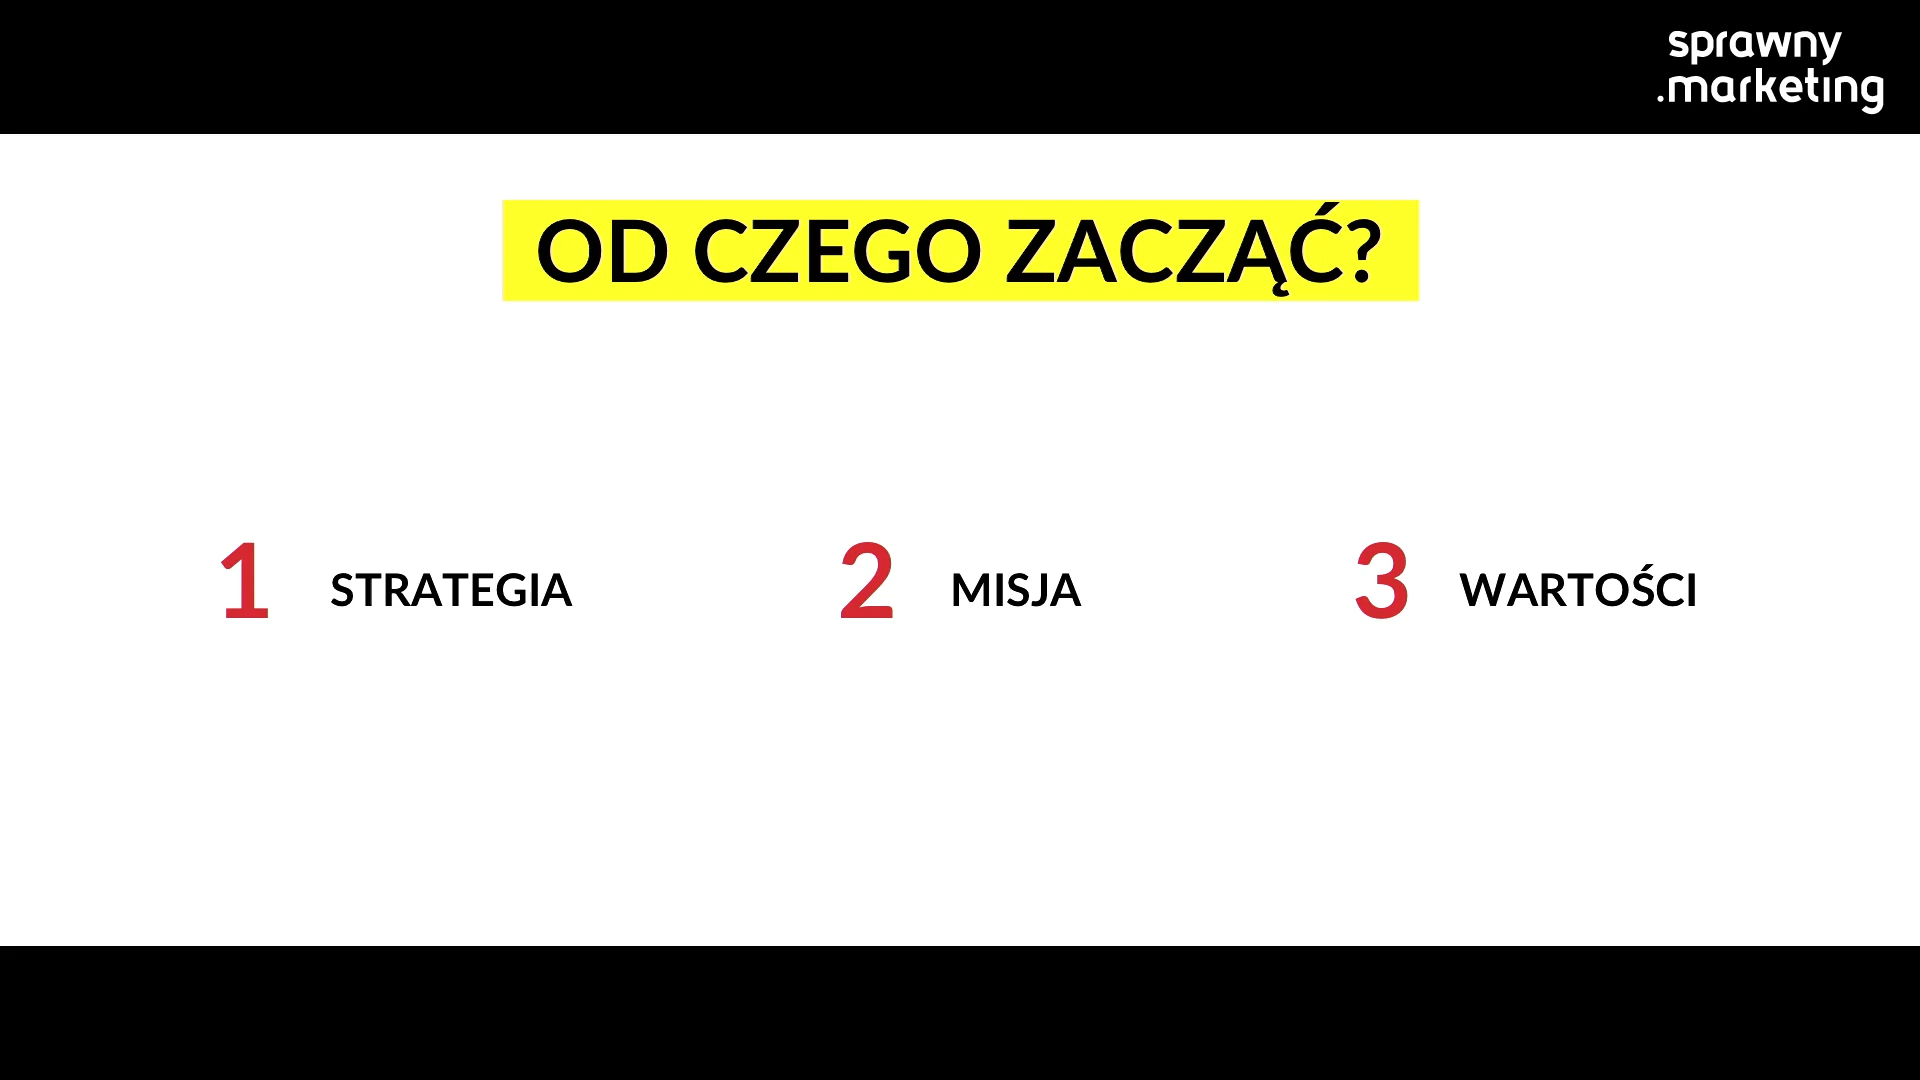 sprawny
.marketing
OD CZEGO ZACZĄĆ?
1 STRATEGIA
2 MISJA
3 WARTOŚCI